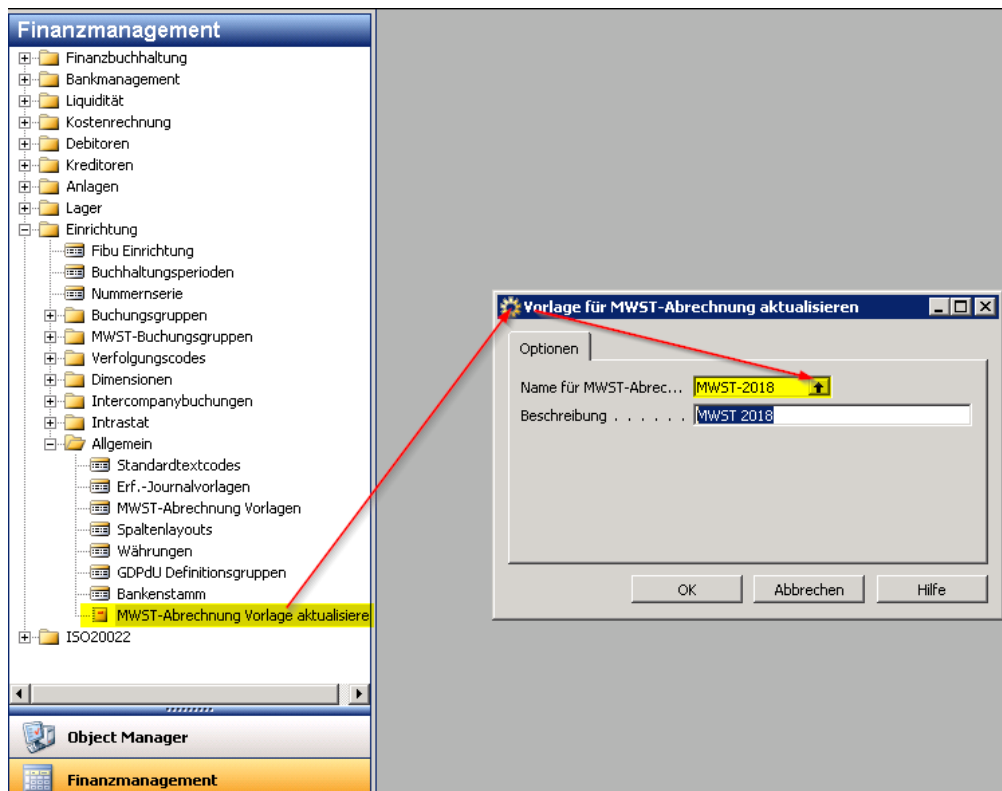 Finanzmanagement
Finanzbuchhaltung
Bankmanagement
Liquidität
Kostenrechnung
Debitoren
Kreditoren
Anlagen
Lager
Einrichtung
Fibu Einrichtung
Buchhaltungsperioden
Nummernserie
Buchungsgruppen
MWST-Buchungsgruppen
Verfolgungscodes
Dimensionen
Intercompanybuchungen
Intrastat
Allgemein
Standardtextcodes
Erf.-Journalvorlagen
MWST-Abrechnung Vorlagen
Spaltenlayouts
Währungen
GDPdU Definitionsgruppen
Bankenstamm
MWST-Abrechnung Vorlage aktualisiere
ISO20022
Object Manager
Finanzmanagement
Vorlage für MWST-Abrechnung aktualisieren
Optionen
Name für MWST-Abrec... MWST-2018
Beschreibung . . . . . . MWST 2018
OK Abbrechen Hilfe